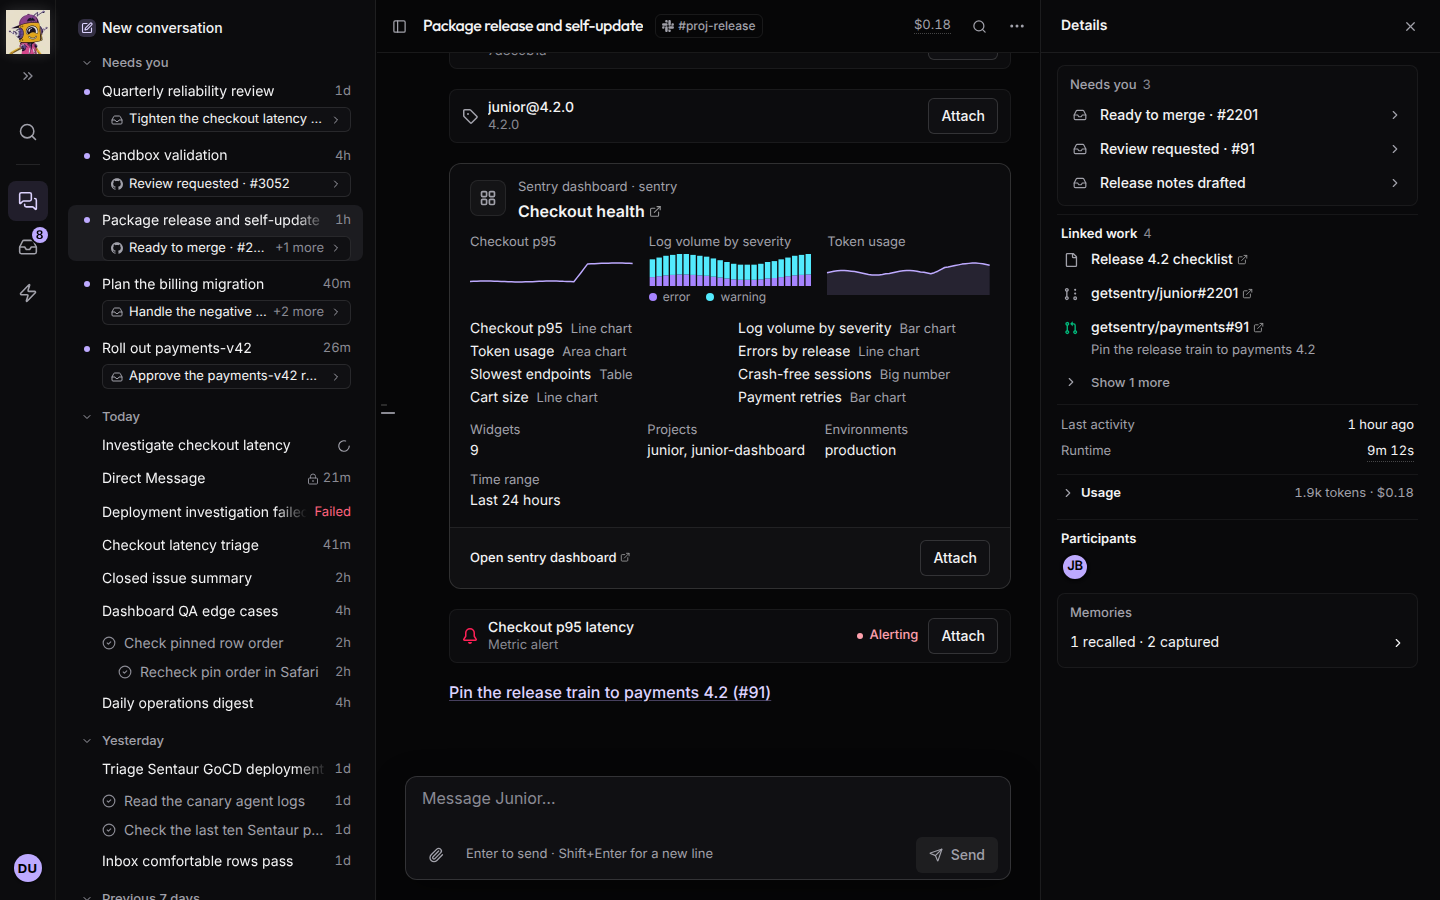 New conversation
Needs you
Quarterly reliability review 1d
Tighten the checkout latency ...
Sandbox validation 4h
Review requested · #3052
Package release and self-update 1h
Ready to merge · #2... +1 more
Plan the billing migration 40m
Handle the negative ... +2 more
Roll out payments-v42 26m
Approve the payments-v42 r...
Today
Investigate checkout latency
Direct Message 21m
Deployment investigation failed Failed
Checkout latency triage 41m
Closed issue summary 2h
Dashboard QA edge cases 4h
Check pinned row order 2h
Recheck pin order in Safari 2h
Daily operations digest 4h
Yesterday
Triage Sentaur GoCD deployment 1d
Read the canary agent logs 1d
Check the last ten Sentaur p... 1d
Inbox comfortable rows pass 1d
Previous 7 days
8
DU
Package release and self-update #proj-release $0.18
junior@4.2.0
4.2.0
Attach
Sentry dashboard · sentry
Checkout health
Checkout p95 Log volume by severity Token usage
error warning
Checkout p95 Line chart Log volume by severity Bar chart
Token usage Area chart Errors by release Line chart
Slowest endpoints Table Crash-free sessions Big number
Cart size Line chart Payment retries Bar chart
Widgets Projects Environments
9 junior, junior-dashboard production
Time range
Last 24 hours
Open sentry dashboard Attach
Checkout p95 latency
Metric alert
Alerting Attach
Pin the release train to payments 4.2 (#91)
Message Junior...
Enter to send · Shift+Enter for a new line Send
Details
Needs you 3
Ready to merge · #2201
Review requested · #91
Release notes drafted
Linked work 4
Release 4.2 checklist
getsentry/junior#2201
getsentry/payments#91
Pin the release train to payments 4.2
Show 1 more
Last activity 1 hour ago
Runtime 9m 12s
Usage 1.9k tokens · $0.18
Participants
JB
Memories
1 recalled · 2 captured